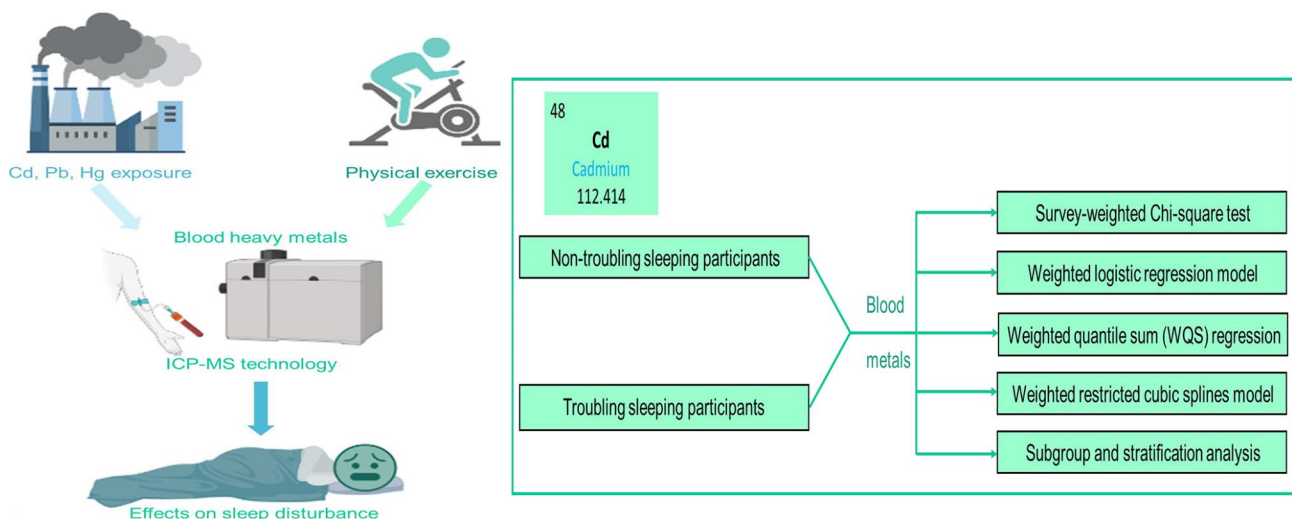 Cd, Pb, Hg exposure
Physical exercise
Blood heavy metals
ICP-MS technology
Effects on sleep disturbance
48
Cd
Cadmium
112.414
Non-troubling sleeping participants
Troubling sleeping participants
Blood
metals
Survey-weighted Chi-square test
Weighted logistic regression model
Weighted quantile sum (WQS) regression
Weighted restricted cubic splines model
Subgroup and stratification analysis